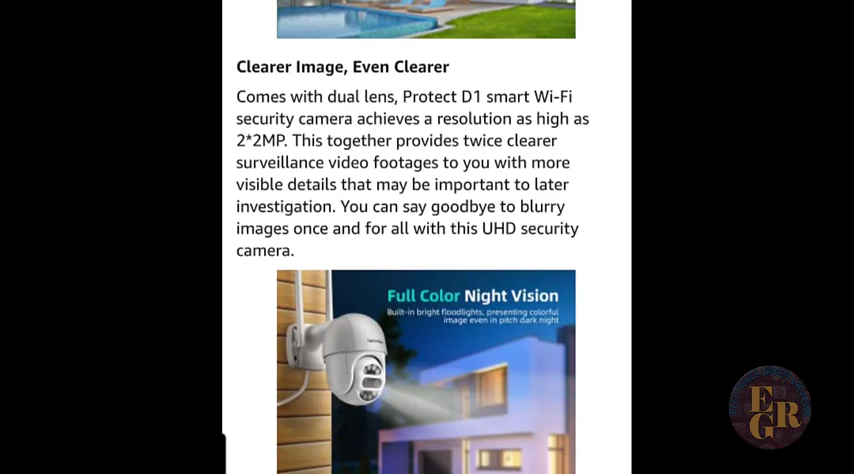 Clearer Image, Even Clearer
Comes with dual lens, Protect D1 smart Wi-Fi
security camera achieves a resolution as high as
2*2MP. This together provides twice clearer
surveillance video footages to you with more
visible details that may be important to later
investigation. You can say goodbye to blurry
images once and for all with this UHD security
camera.
Full Color Night Vision
Built-in bright floodlights, presenting colorful
image even in pitch dark night
EGR